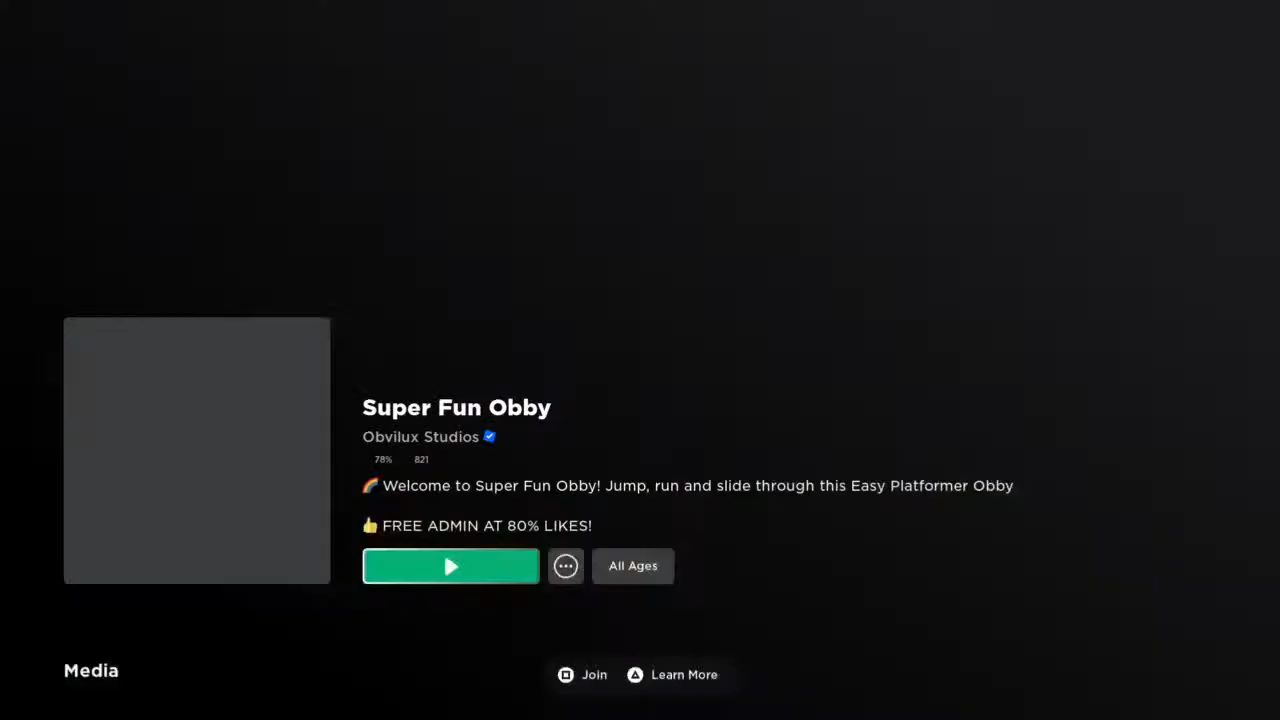 Super Fun Obby
Obvilux Studios
78% 821
🌈 Welcome to Super Fun Obby! Jump, run and slide through this Easy Platformer Obby
👍 FREE ADMIN AT 80% LIKES!
All Ages
Media
Join Learn More